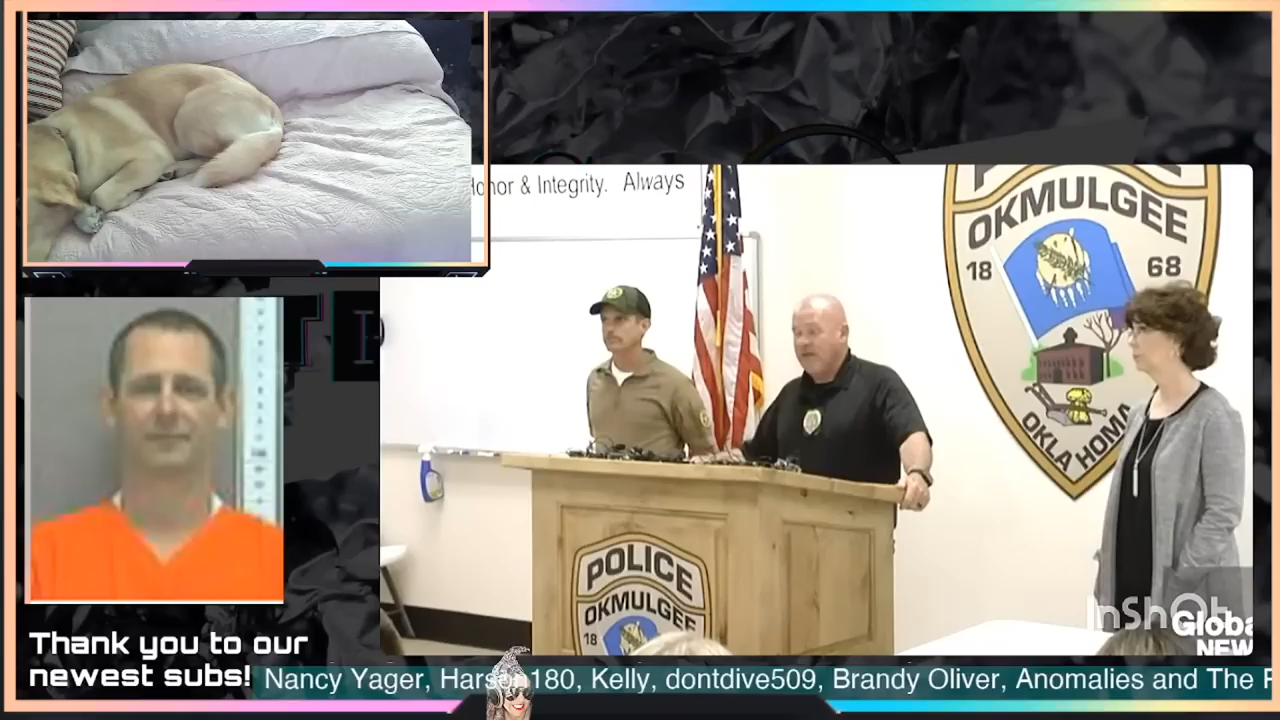 Honor & Integrity. Always
OKMULGEE
18 68
OKLAHOMA
POLICE
OKMULGEE
18
InShot
Global
NEWS
Thank you to our
newest subs!
Nancy Yager, Harson180, Kelly, dontdive509, Brandy Oliver, Anomalies and The